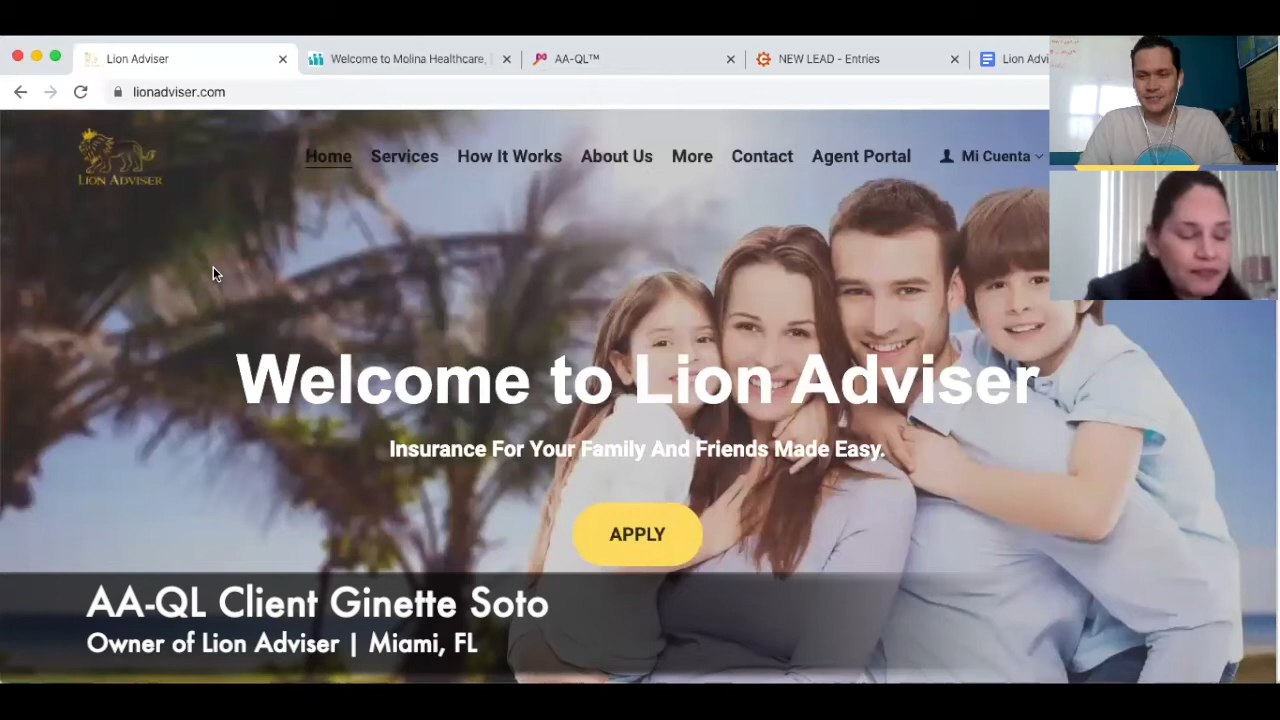 Lion Adviser
Welcome to Molina Healthcare,
AA-QL™
NEW LEAD - Entries
Lion Advi
lionadviser.com
LION ADVISER
Home
Services
How It Works
About Us
More
Contact
Agent Portal
Mi Cuenta
Welcome to Lion Adviser
Insurance For Your Family And Friends Made Easy.
APPLY
AA-QL Client Ginette Soto
Owner of Lion Adviser | Miami, FL